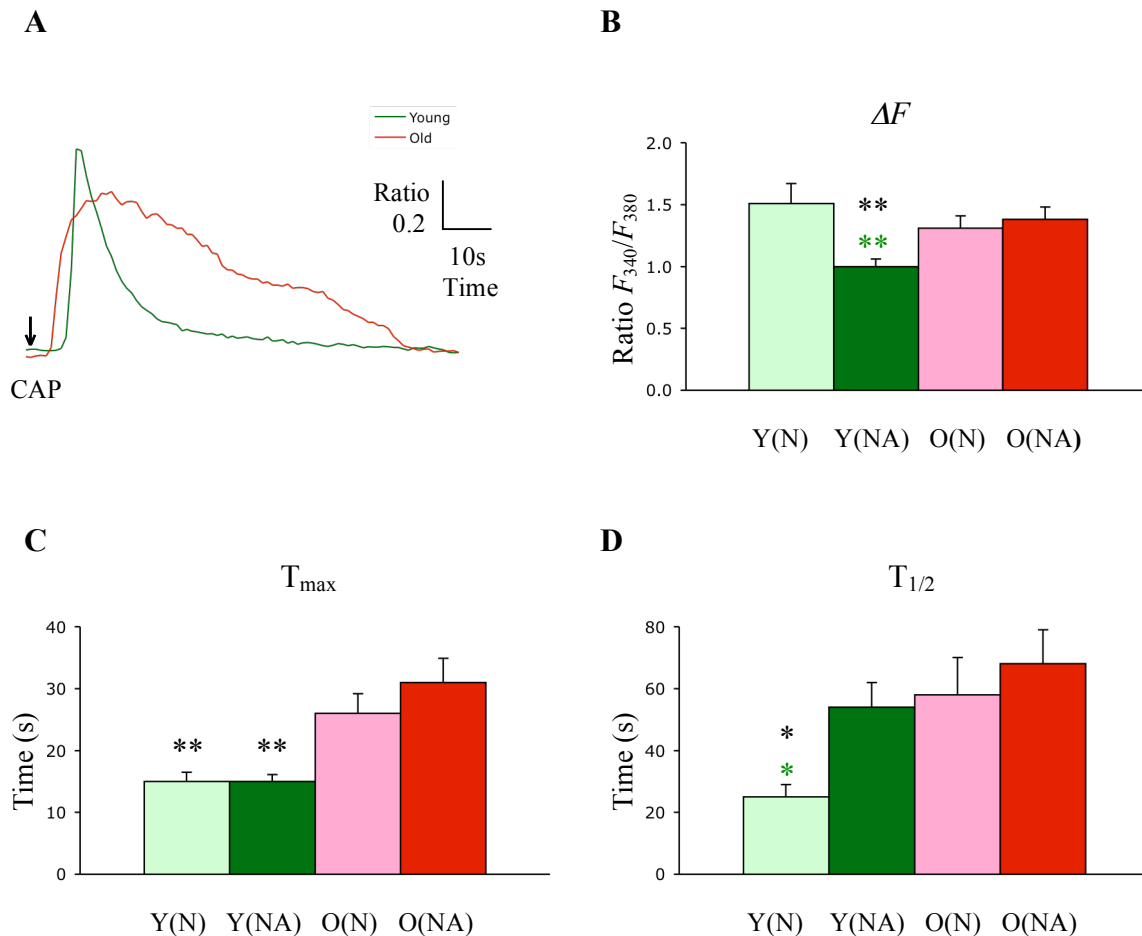 A
Young
Old
Ratio
0.2
10s
Time
CAP
B
ΔF
Ratio F340/F380
2.0
1.5
1.0
0.5
0.0
**
**
Y(N) Y(NA) O(N) O(NA)
C
Tmax
Time (s)
40
30
20
10
0
** **
Y(N) Y(NA) O(N) O(NA)
D
T1/2
Time (s)
80
60
40
20
0
*
*
Y(N) Y(NA) O(N) O(NA)